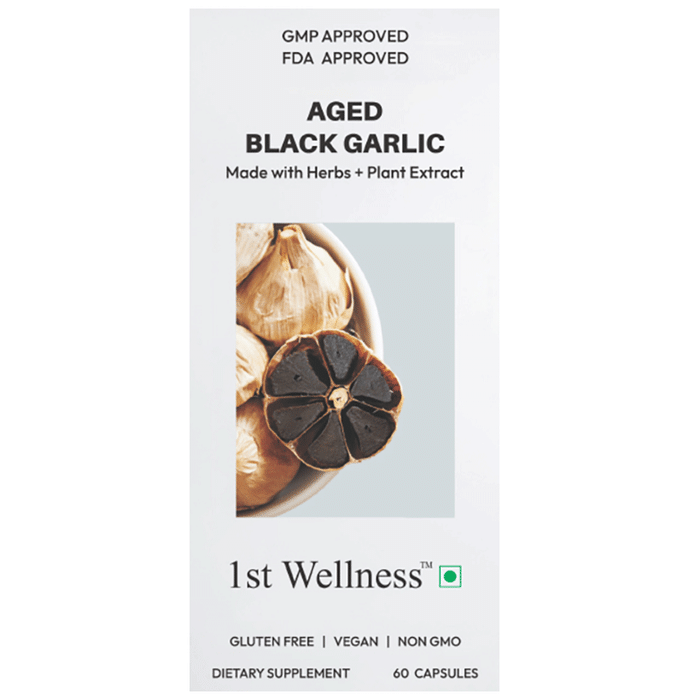 GMP APPROVED
FDA APPROVED
AGED
BLACK GARLIC
Made with Herbs + Plant Extract
1st Wellness™
GLUTEN FREE | VEGAN | NON GMO
DIETARY SUPPLEMENT 60 CAPSULES